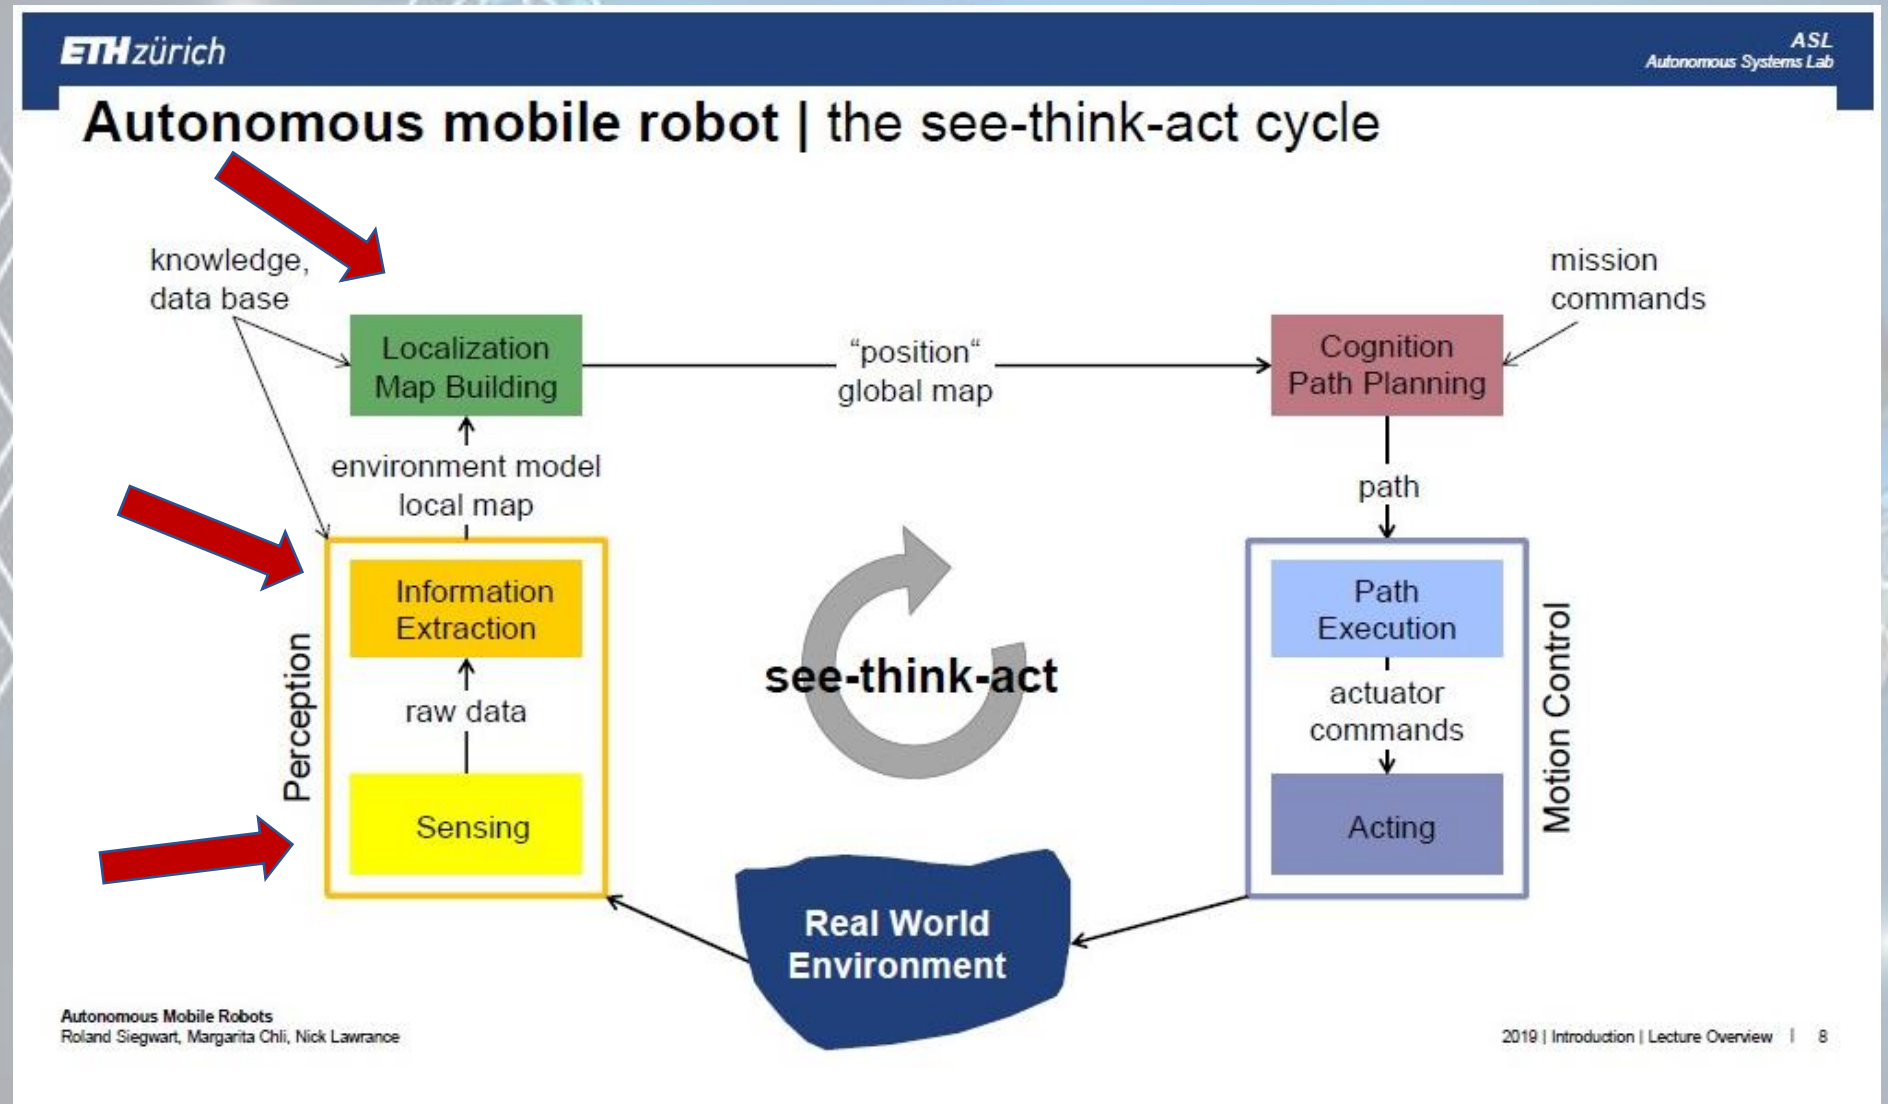 ETH zürich
ASL
Autonomous Systems Lab
Autonomous mobile robot | the see-think-act cycle
knowledge,
data base
Localization
Map Building
“position“
global map
Cognition
Path Planning
mission
commands
environment model
local map
path
Perception
Information
Extraction
raw data
Sensing
see-think-act
Path
Execution
actuator
commands
Acting
Motion Control
Real World
Environment
Autonomous Mobile Robots
Roland Siegwart, Margarita Chli, Nick Lawrance
2019 | Introduction | Lecture Overview | 8